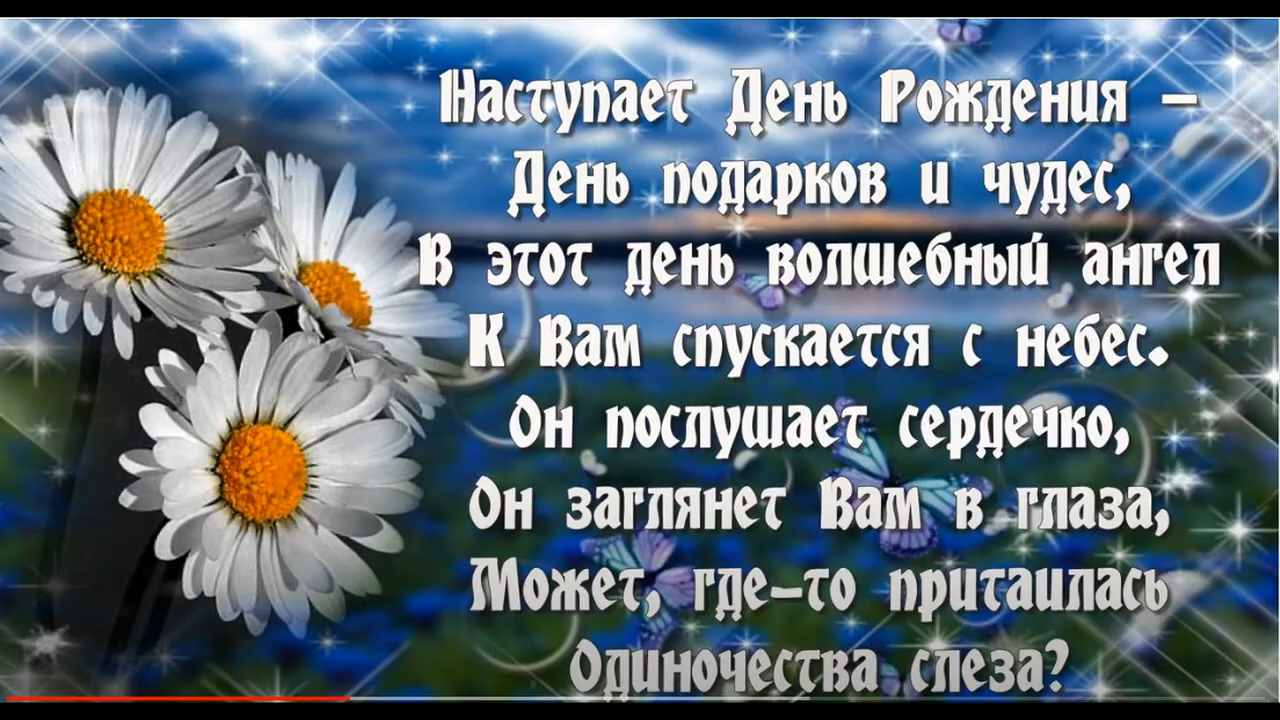 Наступает День Рождения –
День подарков и чудес,
В этот день волшебный ангел
К Вам спускается с небес.
Он послушает сердечко,
Он заглянет Вам в глаза,
Может, где-то притаилась
Одиночества слеза?